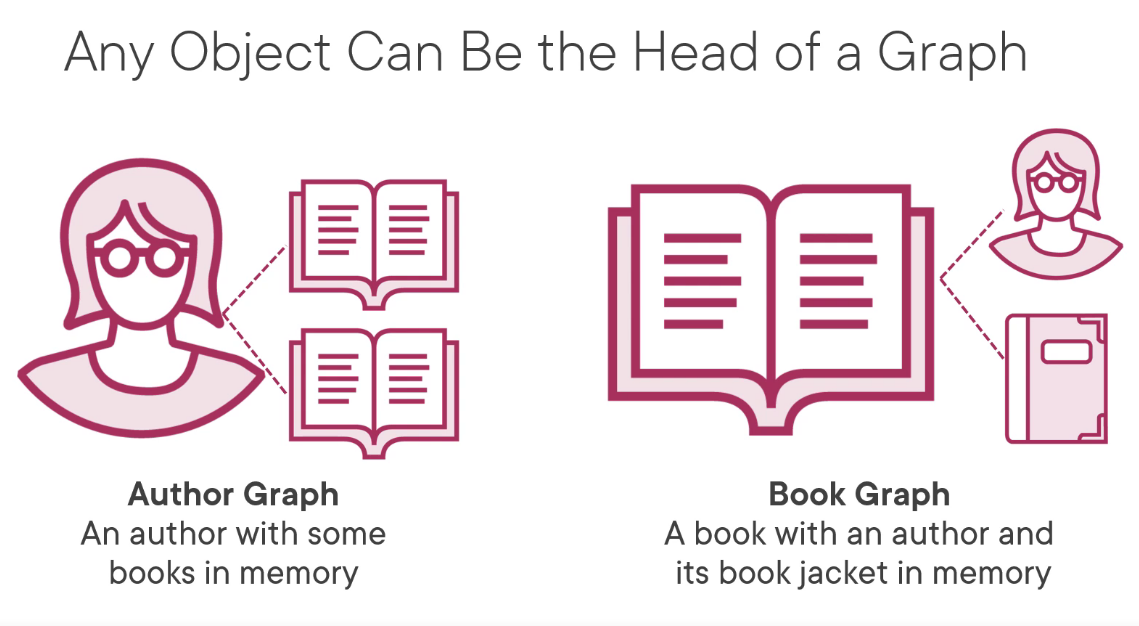 Any Object Can Be the Head of a Graph
Author Graph
An author with some
books in memory
Book Graph
A book with an author and
its book jacket in memory